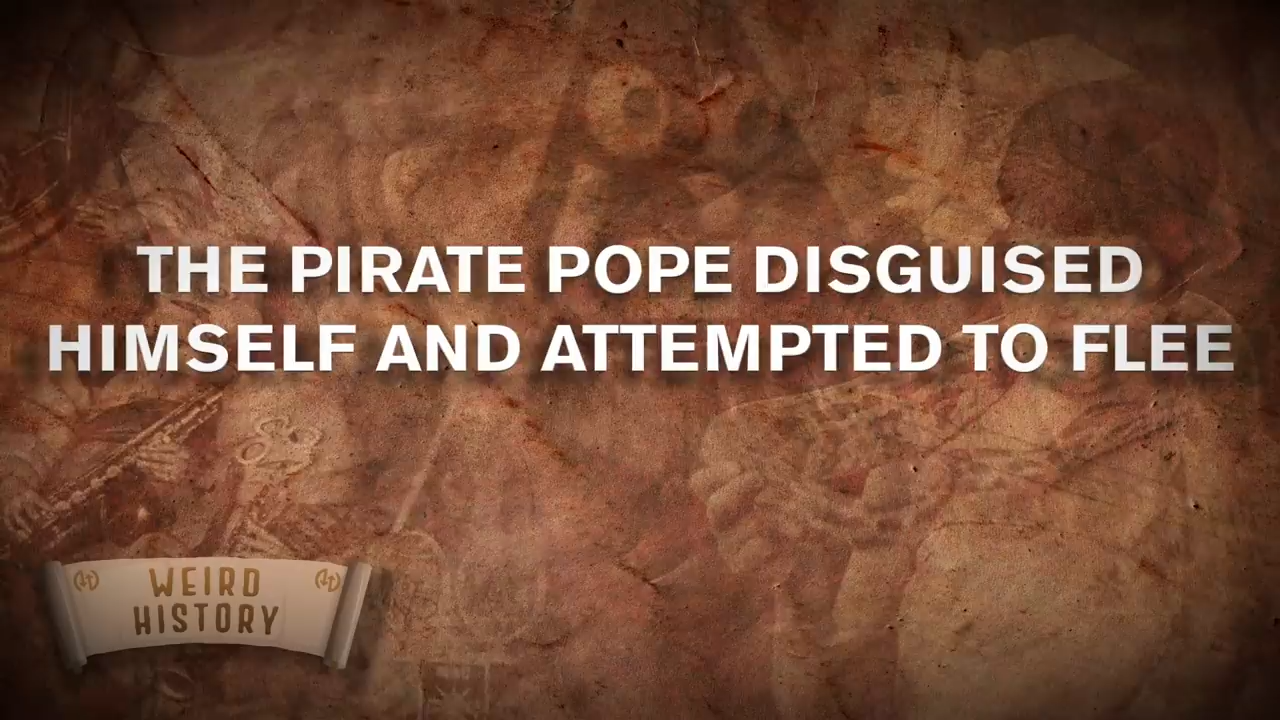 THE PIRATE POPE DISGUISED
HIMSELF AND ATTEMPTED TO FLEE
WEIRD
HISTORY